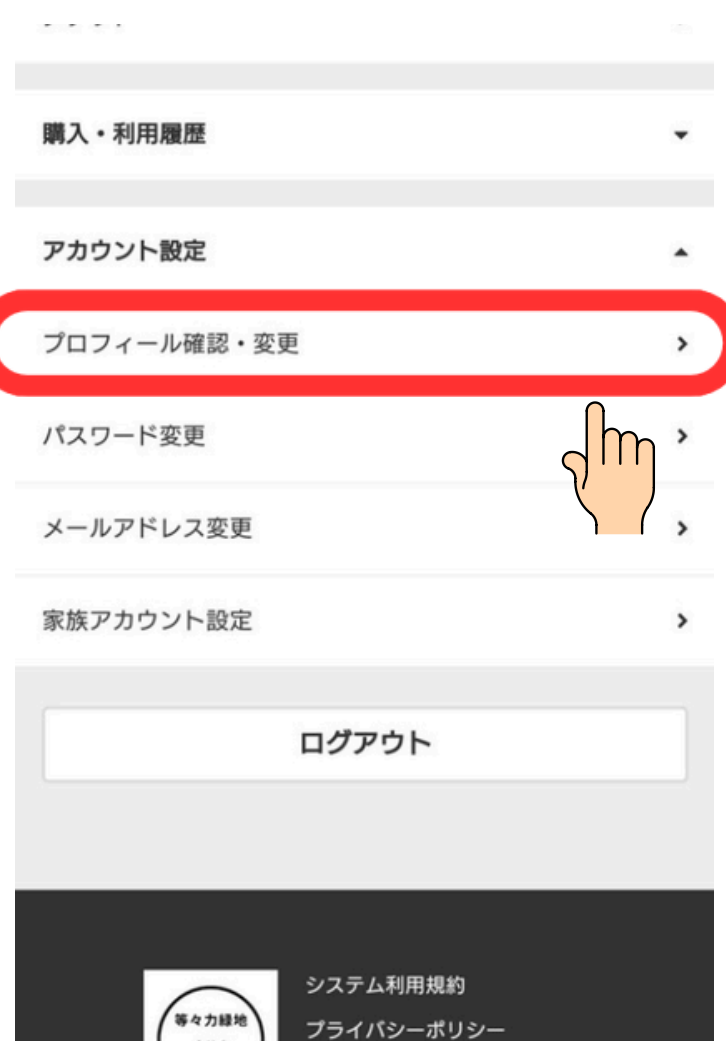 購入・利用履歴
アカウント設定
プロフィール確認・変更
パスワード変更
メールアドレス変更
家族アカウント設定
ログアウト
システム利用規約
等々力緑地
プライバシーポリシー